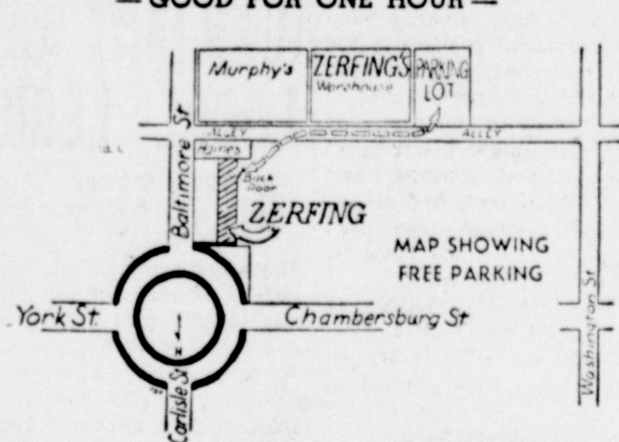 — GOOD FOR ONE HOUR —
Murphy's
ZERFING'S
Warehouse
PARKING
LOT
Baltimore St
ALLEY
ALLEY
Back
Door
ZERFING
MAP SHOWING
FREE PARKING
York St.
Chambersburg St
Washington St
N
Carlisle St